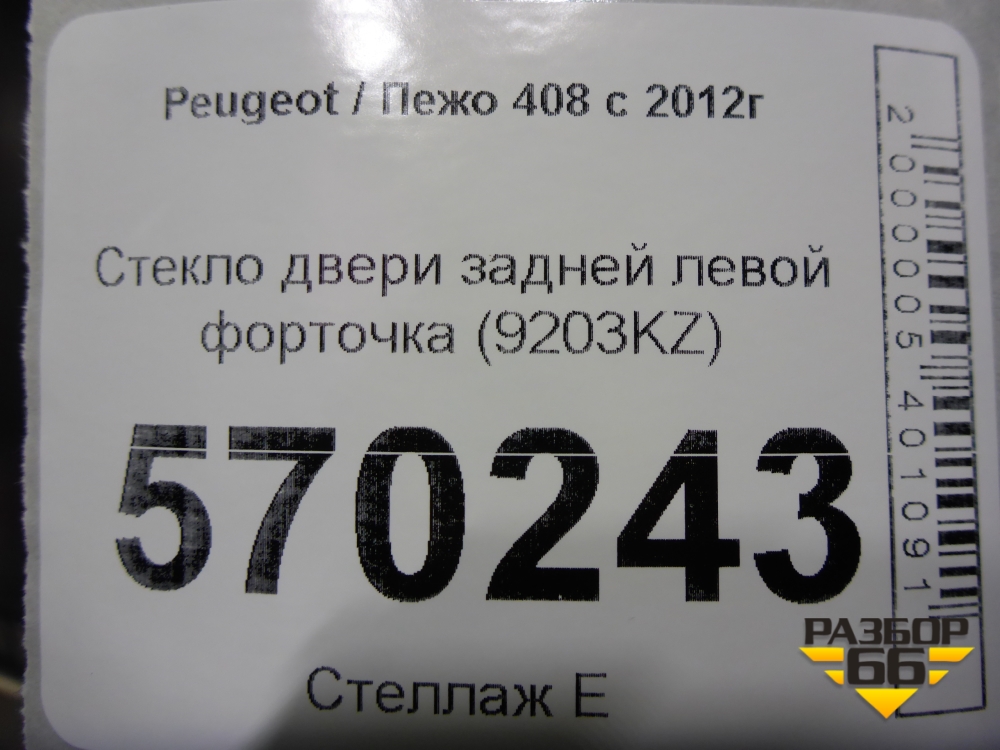 Peugeot / Пежо 408 с 2012г
Стекло двери задней левой
форточка (9203KZ)
570243
Стеллаж Е
2000005401091
РАЗБОР
66